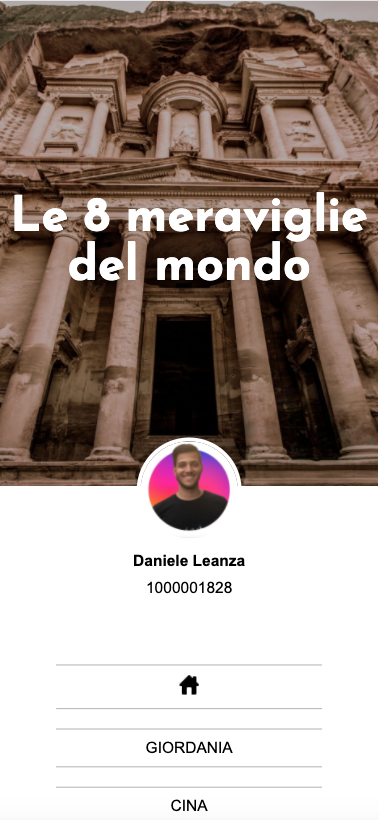 Le 8 meraviglie
del mondo
Daniele Leanza
1000001828
GIORDANIA
CINA